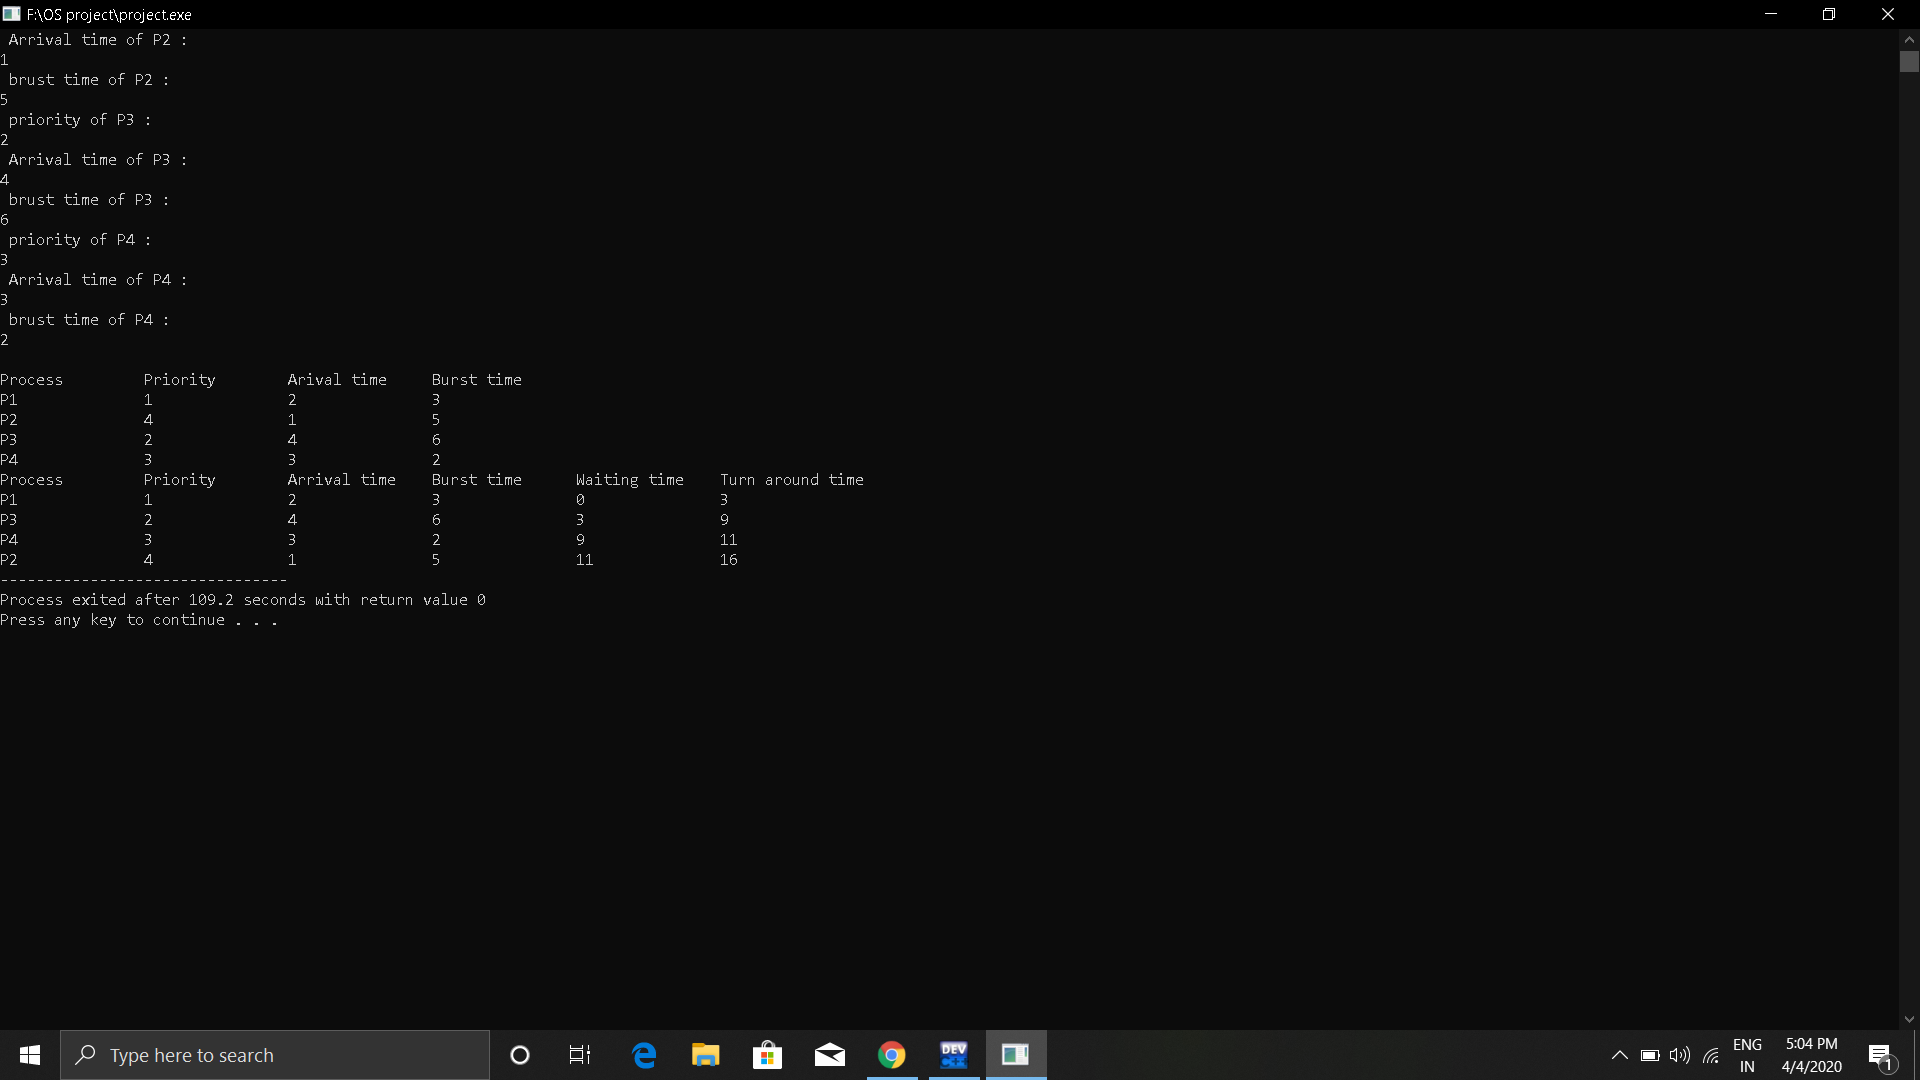 F:\OS project\project.exe
Arrival time of P2 :
1
brust time of P2 :
5
priority of P3 :
2
Arrival time of P3 :
4
brust time of P3 :
6
priority of P4 :
3
Arrival time of P4 :
3
brust time of P4 :
2
Process Priority Arival time Burst time
P1 1 2 3
P2 4 1 5
P3 2 4 6
P4 3 3 2
Process Priority Arrival time Burst time Waiting time Turn around time
P1 1 2 3 0 3
P3 2 4 6 3 9
P4 3 3 2 9 11
P2 4 1 5 11 16
--------------------------------
Process exited after 109.2 seconds with return value 0
Press any key to continue . . .
Type here to search
DEV
C++
ENG
IN
5:04 PM
4/4/2020
1